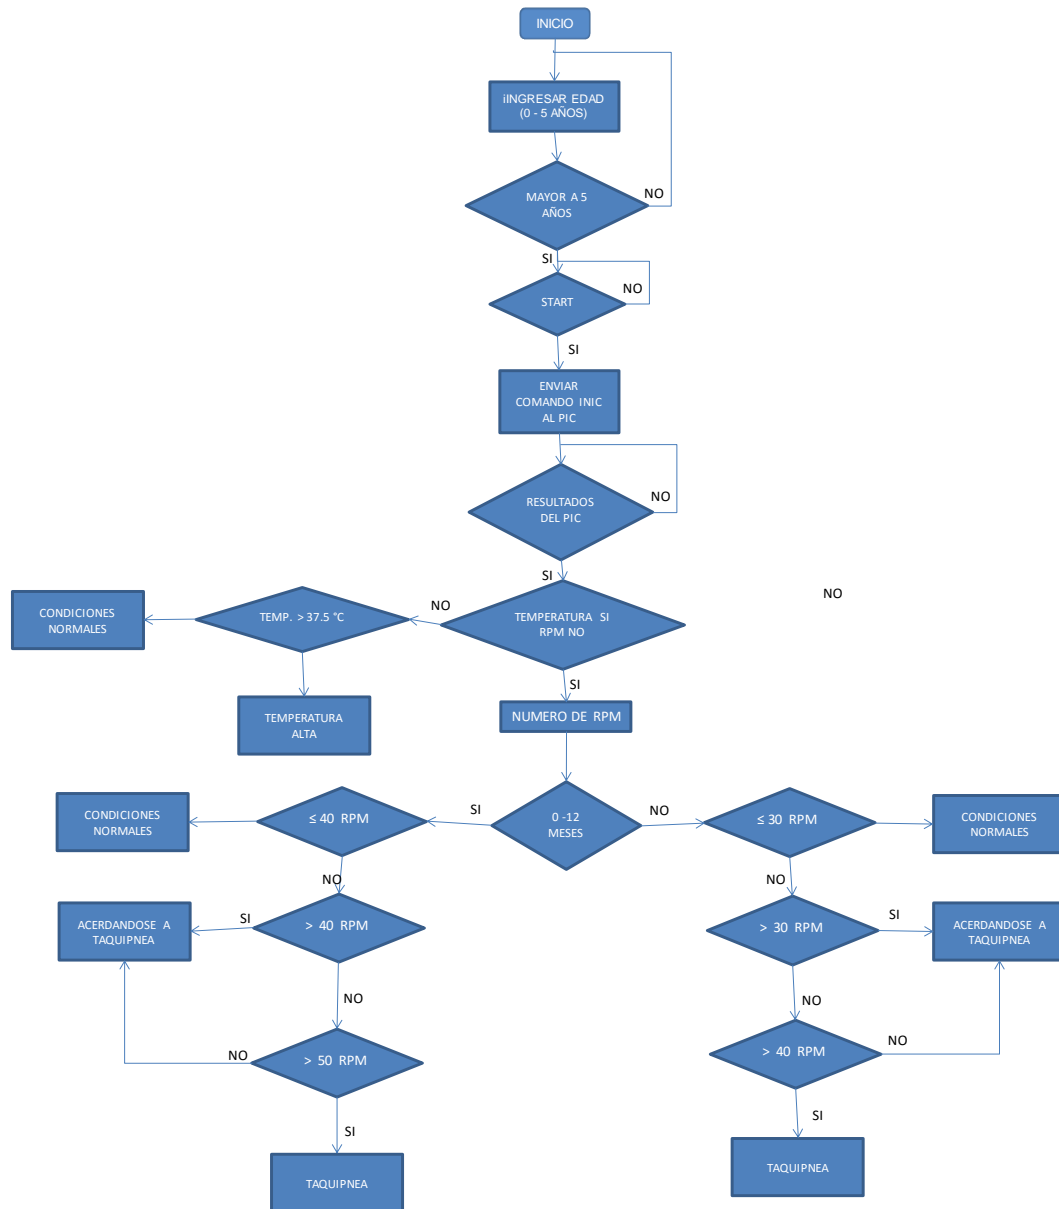 INICIO
iINGRESAR EDAD
(0 - 5 AÑOS)
MAYOR A 5
AÑOS
NO
SI
START
NO
SI
ENVIAR
COMANDO INIC
AL PIC
RESULTADOS
DEL PIC
NO
SI
TEMPERATURA SI
RPM NO
NO
NO
TEMP. > 37.5 °C
CONDICIONES
NORMALES
TEMPERATURA
ALTA
SI
NUMERO DE RPM
0 -12
MESES
SI
NO
≤ 40 RPM
CONDICIONES
NORMALES
≤ 30 RPM
CONDICIONES
NORMALES
NO
NO
> 40 RPM
SI
ACERDANDOSE A
TAQUIPNEA
> 30 RPM
SI
ACERDANDOSE A
TAQUIPNEA
NO
NO
> 50 RPM
NO
> 40 RPM
NO
SI
SI
TAQUIPNEA
TAQUIPNEA